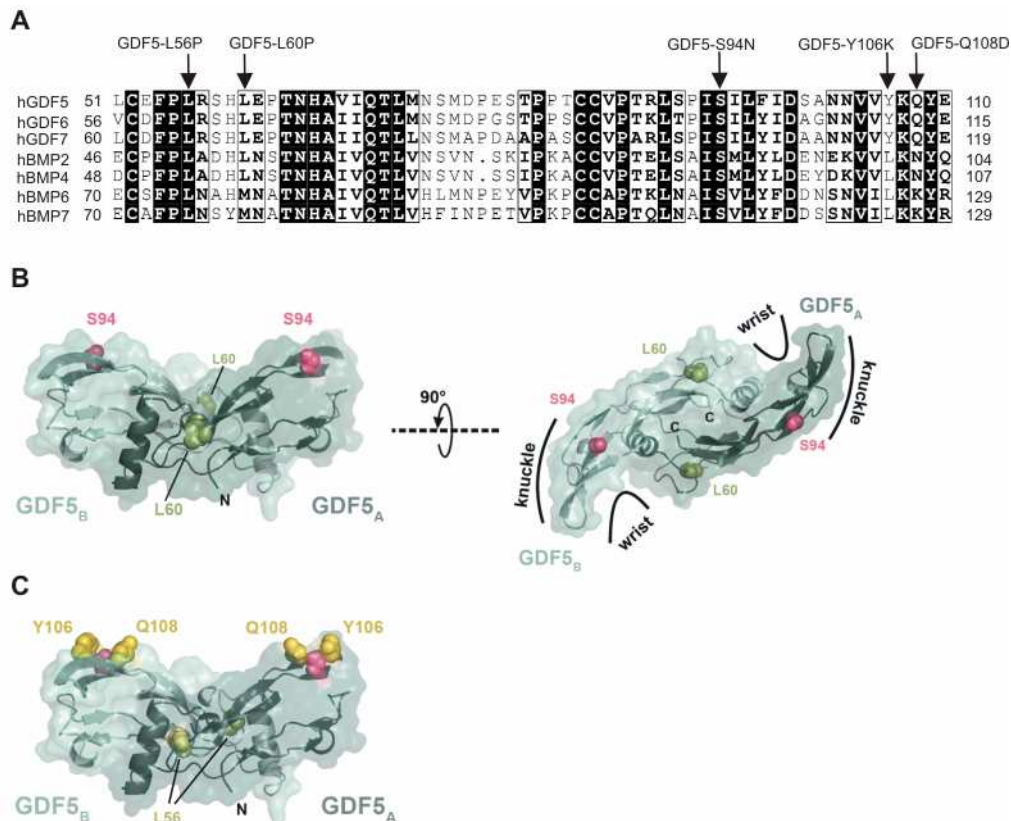 A
GDF5-L56P GDF5-L60P GDF5-S94N GDF5-Y106K GDF5-Q108D
hGDF5 51 LCEFPLRSHLEPTNHAVIQTLMNSMDPESTPPTCCVPTRLSPISILFIDSANNVVYKQYE 110
hGDF6 56 VCDFPLRSHLEPTNHAIIQTLMNSMDPGSTPPSCCVPTKLTPISILYIDAGNNVVYKQYE 115
hGDF7 60 LCDFPLRSHLEPTNHAIIQTLLNSMAPDAAPASCCVPARLSPISILYIDAANNVVYKQYE 119
hBMP2 46 ECPFPLADHLNSTNHAIVQTLVNSVN.SKIPKACCVPTELSAISMLYLDENEKVVLKNYQ 104
hBMP4 48 DCPFPLADHLNSTNHAIVQTLVNSVN.SSIPKACCVPTELSAISMLYLDEYDKVVLKNYQ 107
hBMP6 70 ECSFPLNAHMNATNHAIVQTLVHLMNPEYVPKPCCAPTKLNAISVLYFDDNSNVILKKYR 129
hBMP7 70 ECAFPLNSYMNATNHAIVQTLVHFINPETVPKPCCAPTQLNAISVLYFDDSSNVILKKYR 129
B
S94 S94
L60
L60
N
GDF5B GDF5A
90°
GDF5A
wrist
L60
knuckle
S94
C
C
S94
knuckle
L60
wrist
GDF5B
C
Y106 Q108 Q108 Y106
L56
N
GDF5B GDF5A